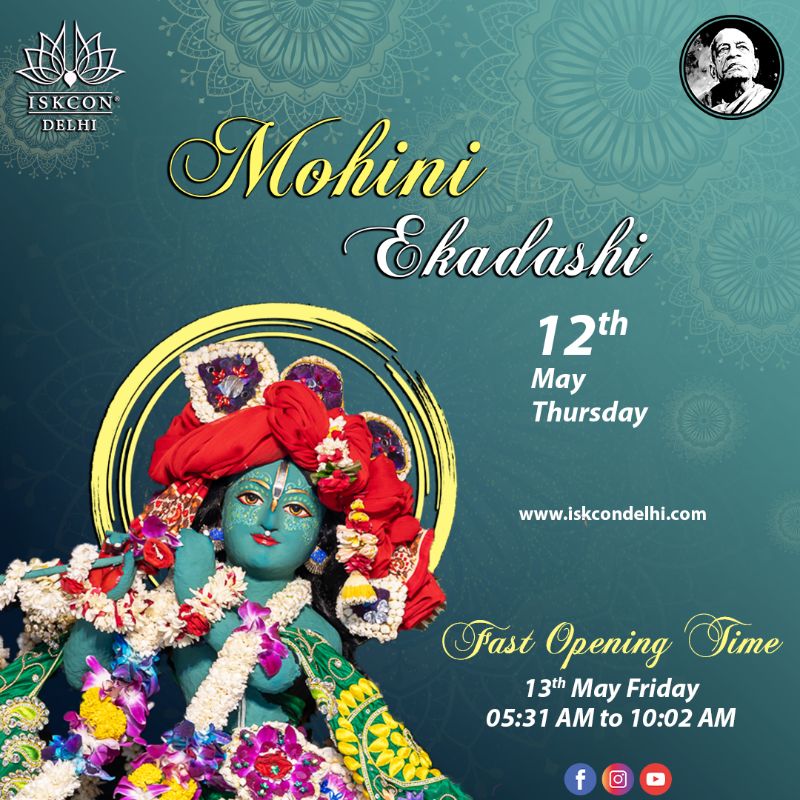 ISKCON®
DELHI
Mohini
Ekadashi
12th
May
Thursday
www.iskcondelhi.com
Fast Opening Time
13th May Friday
05:31 AM to 10:02 AM